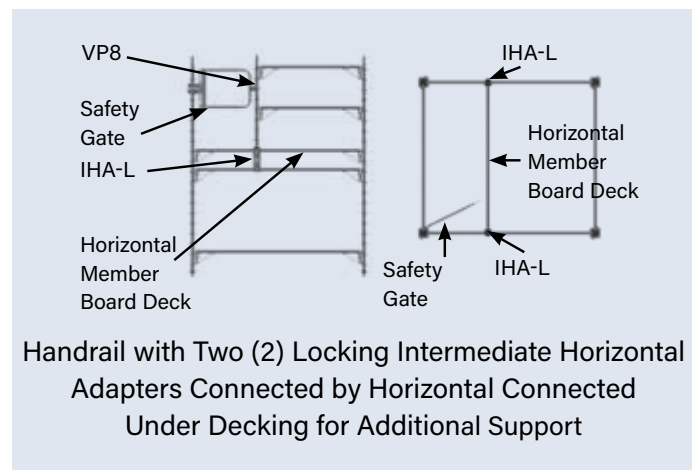 VP8
Safety
Gate
IHA-L
Horizontal
Member
Board Deck
IHA-L
Horizontal
Member
Board Deck
Safety
Gate
IHA-L
Handrail with Two (2) Locking Intermediate Horizontal
Adapters Connected by Horizontal Connected
Under Decking for Additional Support